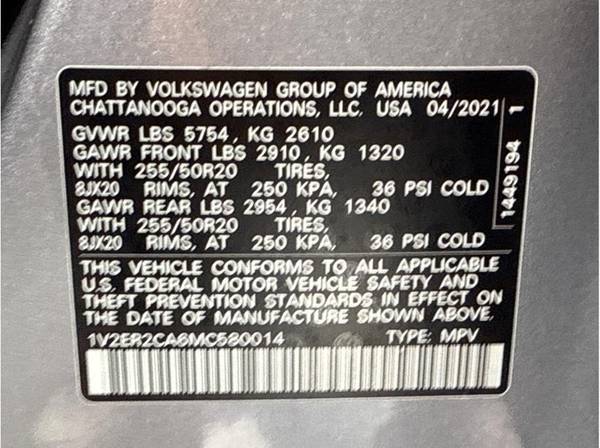 MFD BY VOLKSWAGEN GROUP OF AMERICA
CHATTANOOGA OPERATIONS, LLC. USA 04/2021
GVWR LBS 5754, KG 2610
GAWR FRONT LBS 2910, KG 1320
WITH 255/50R20 TIRES,
8JX20 RIMS, AT 250 KPA, 36 PSI COLD
GAWR REAR LBS 2954, KG 1340
WITH 255/50R20 TIRES,
8JX20 RIMS, AT 250 KPA, 36 PSI COLD
1449194 1
THIS VEHICLE CONFORMS TO ALL APPLICABLE
U.S. FEDERAL MOTOR VEHICLE SAFETY AND
THEFT PREVENTION STANDARDS IN EFFECT ON
THE DATE OF MANUFACTURE SHOWN ABOVE.
1V2ER2CA6MC580014 TYPE: MPV